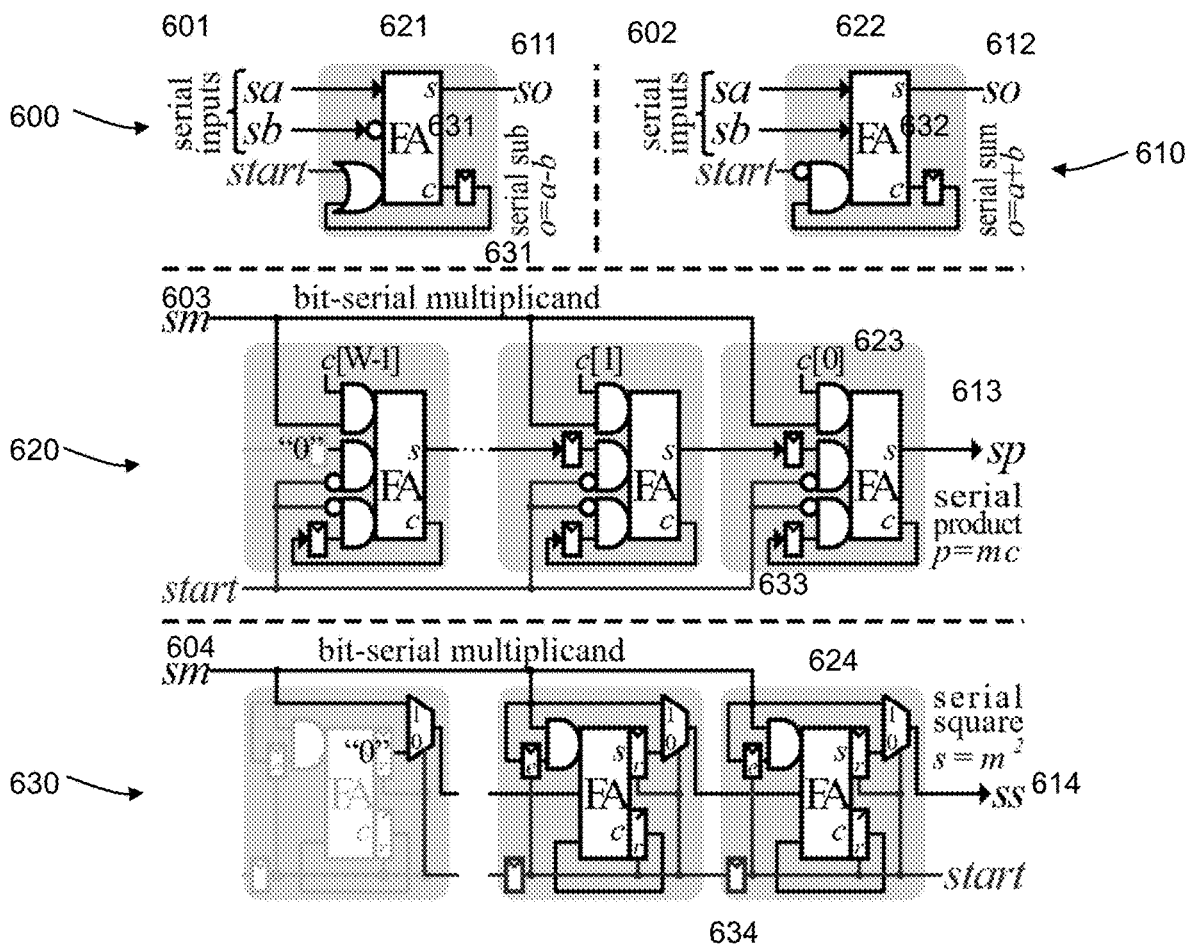 601
621
611
602
622
612
600
serial inputs
sa
sb
start
s
FA
631
c
so
serial sub
o=a-b
serial inputs
sa
sb
start
s
FA
632
c
so
serial sum
o=a+b
610
631
603
sm
bit-serial multiplicand
623
613
620
c[W-1]
"0"
s
FA
c
c[1]
s
FA
c
c[0]
s
FA
c
sp
serial
product
p=mc
start
633
604
sm
bit-serial multiplicand
624
630
1
0
"0"
FA
c
1
0
e
s
r
FA
c
r
1
0
e
s
r
FA
c
r
serial
square
s=m²
ss
614
start
634